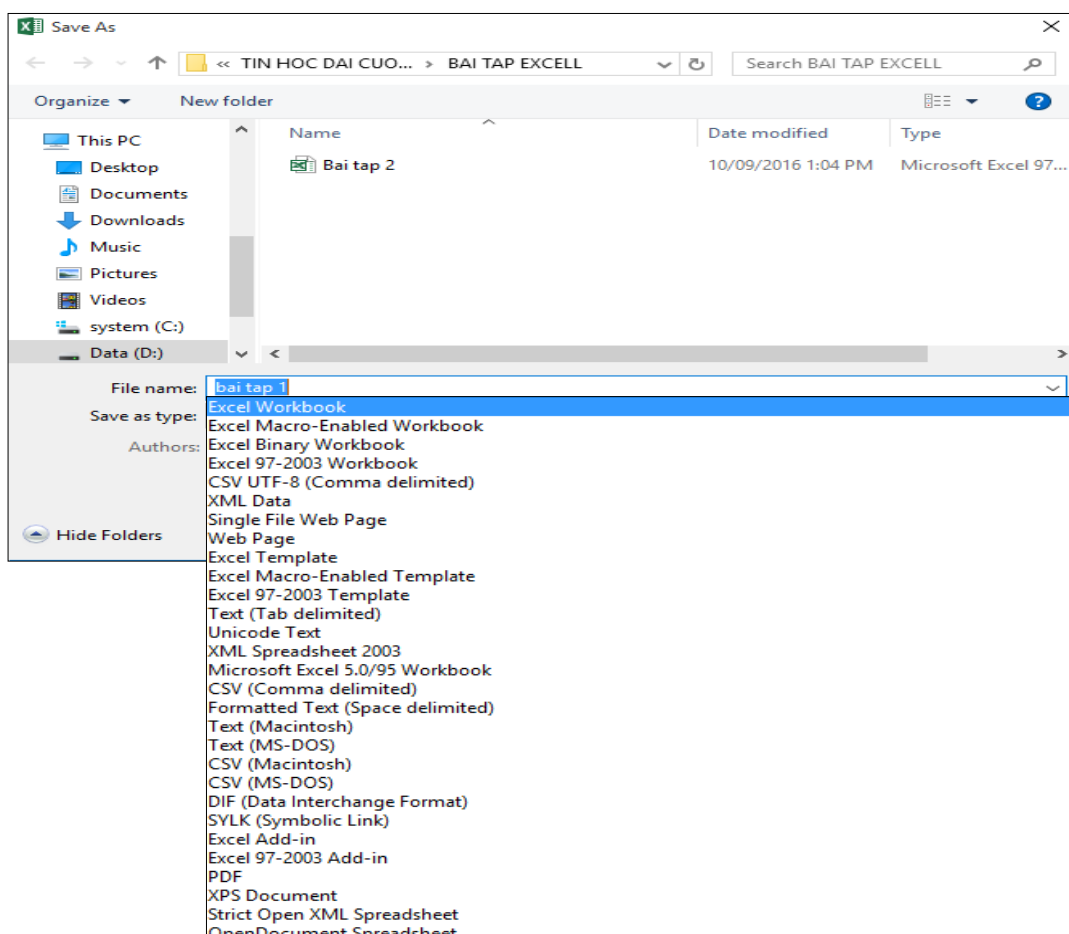 Save As
« TIN HOC DAI CUO... > BAI TAP EXCELL
Search BAI TAP EXCELL
Organize
New folder
?
Name
Date modified
Type
This PC
Desktop
Documents
Downloads
Music
Pictures
Videos
system (C:)
Data (D:)
Bai tap 2
10/09/2016 1:04 PM
Microsoft Excel 97...
File name: bai tap 1
Save as type:
Authors:
Hide Folders
Excel Workbook
Excel Macro-Enabled Workbook
Excel Binary Workbook
Excel 97-2003 Workbook
CSV UTF-8 (Comma delimited)
XML Data
Single File Web Page
Web Page
Excel Template
Excel Macro-Enabled Template
Excel 97-2003 Template
Text (Tab delimited)
Unicode Text
XML Spreadsheet 2003
Microsoft Excel 5.0/95 Workbook
CSV (Comma delimited)
Formatted Text (Space delimited)
Text (Macintosh)
Text (MS-DOS)
CSV (Macintosh)
CSV (MS-DOS)
DIF (Data Interchange Format)
SYLK (Symbolic Link)
Excel Add-in
Excel 97-2003 Add-in
PDF
XPS Document
Strict Open XML Spreadsheet
OpenDocument Spreadsheet